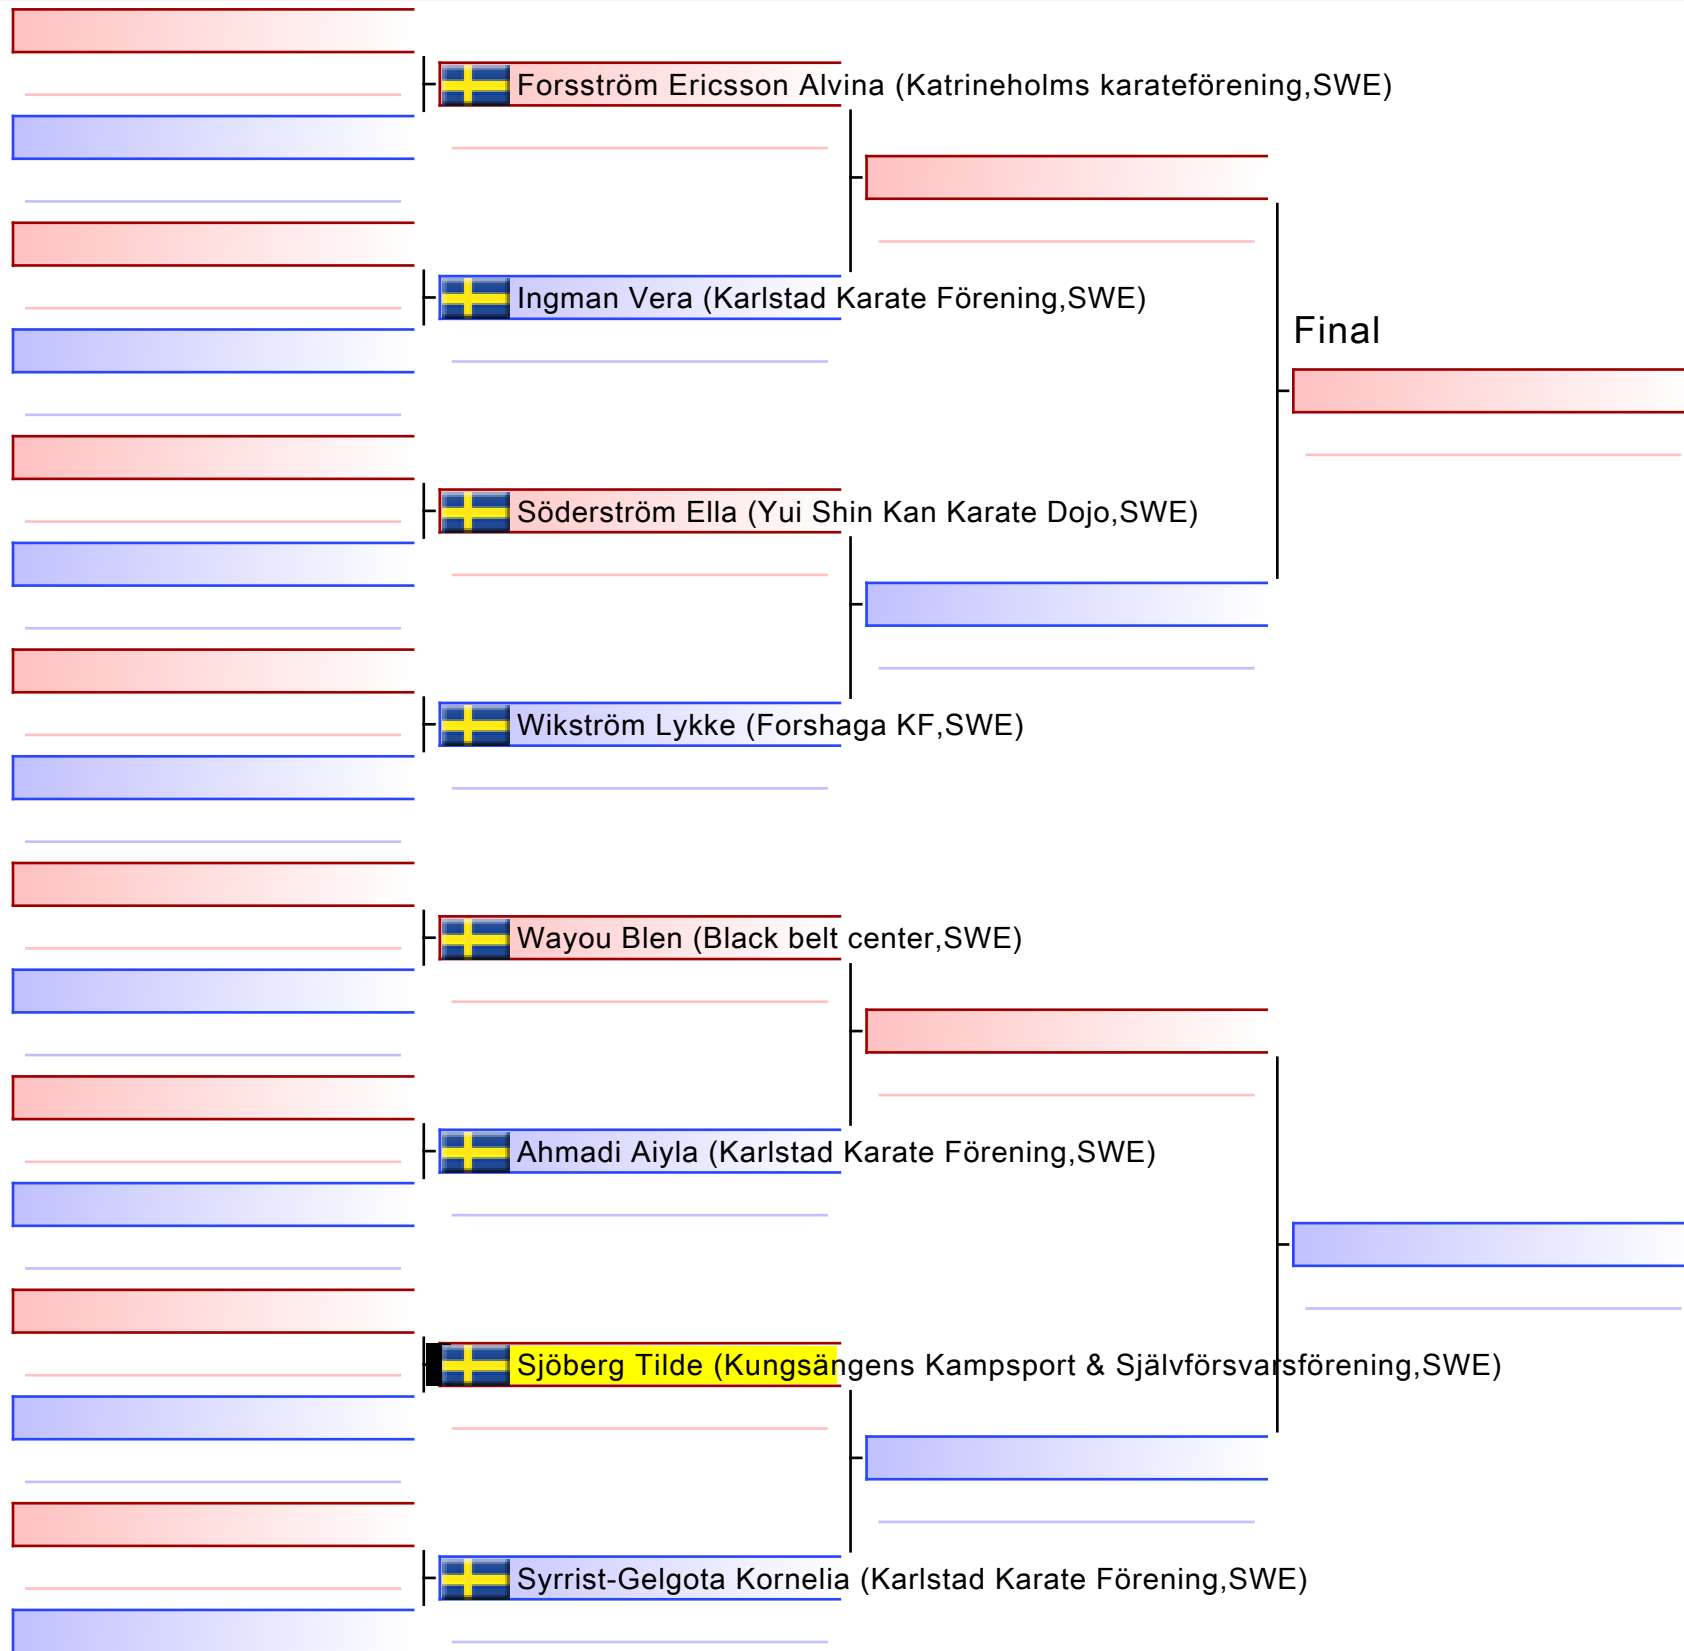 Forsström Ericsson Alvina (Katrineholms karateförening,SWE)
Ingman Vera (Karlstad Karate Förening,SWE)
Final
Söderström Ella (Yui Shin Kan Karate Dojo,SWE)
Wikström Lykke (Forshaga KF,SWE)
Wayou Blen (Black belt center,SWE)
Ahmadi Aiyla (Karlstad Karate Förening,SWE)
Sjöberg Tilde (Kungsängens Kampsport & Självförsvarsförening,SWE)
Syrrist-Gelgota Kornelia (Karlstad Karate Förening,SWE)